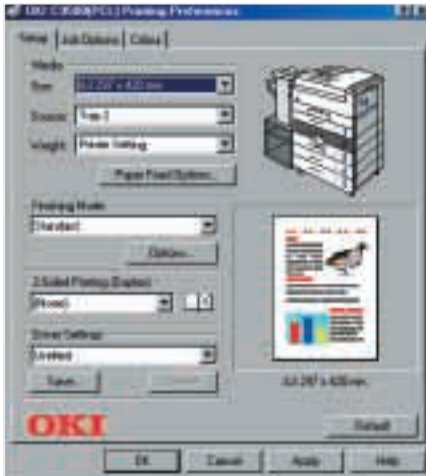 OKI C9500(PCL) Printing Preferences
Setup Job Options Colour
Media
Size: A3 297 x 420 mm
Source: Tray 1
Weight: Printer Setting
Paper Feed Options...
Finishing Mode
Standard
Options...
2-Sided Printing (Duplex)
(None)
Driver Settings
Untitled
Save...
A3 297 x 420 mm
OKI
Default
OK Cancel Apply Help